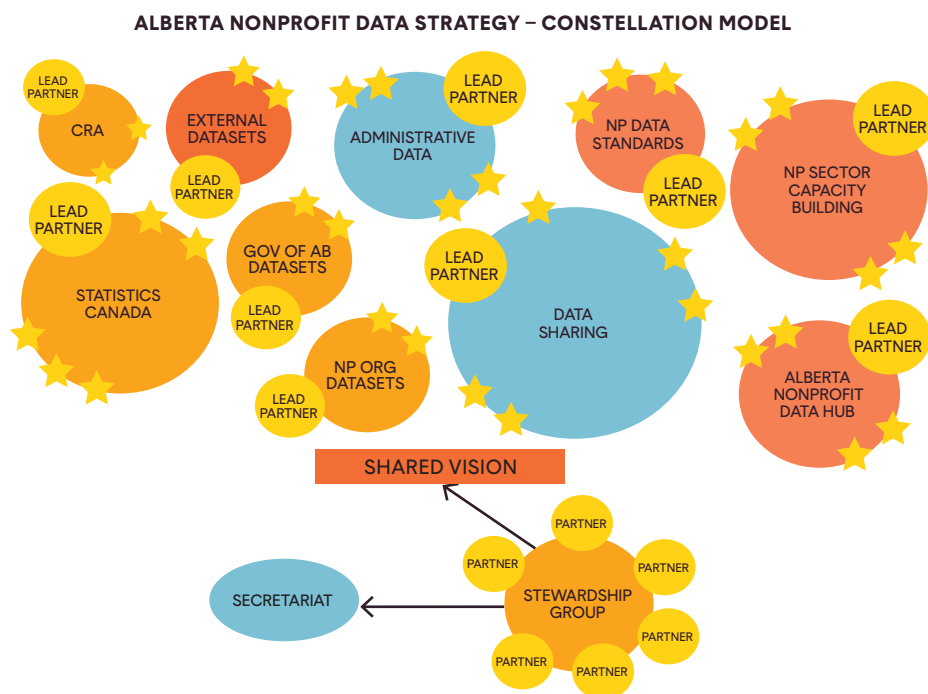 ALBERTA NONPROFIT DATA STRATEGY – CONSTELLATION MODEL
LEAD
PARTNER
CRA
EXTERNAL
DATASETS
LEAD
PARTNER
ADMINISTRATIVE
DATA
LEAD
PARTNER
NP DATA
STANDARDS
LEAD
PARTNER
NP SECTOR
CAPACITY
BUILDING
LEAD
PARTNER
LEAD
PARTNER
STATISTICS
CANADA
GOV OF AB
DATASETS
LEAD
PARTNER
LEAD
PARTNER
DATA
SHARING
NP ORG
DATASETS
LEAD
PARTNER
LEAD
PARTNER
ALBERTA
NONPROFIT
DATA HUB
SHARED VISION
SECRETARIAT
STEWARDSHIP
GROUP
PARTNER
PARTNER
PARTNER
PARTNER
PARTNER
PARTNER